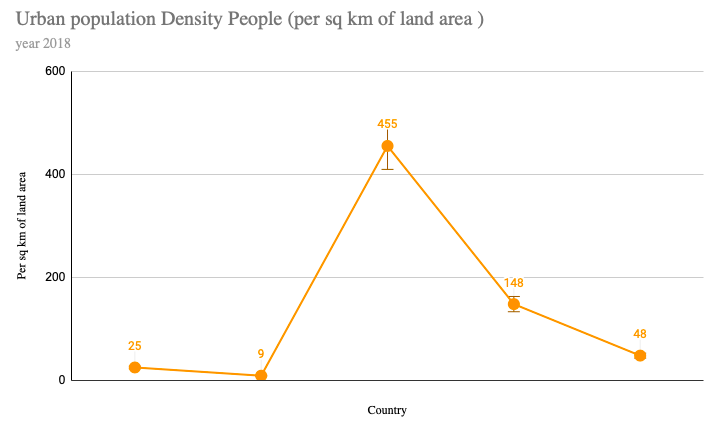 Urban population Density People (per sq km of land area )
year 2018
600
400
200
0
Per sq km of land area
25
9
455
148
48
Country